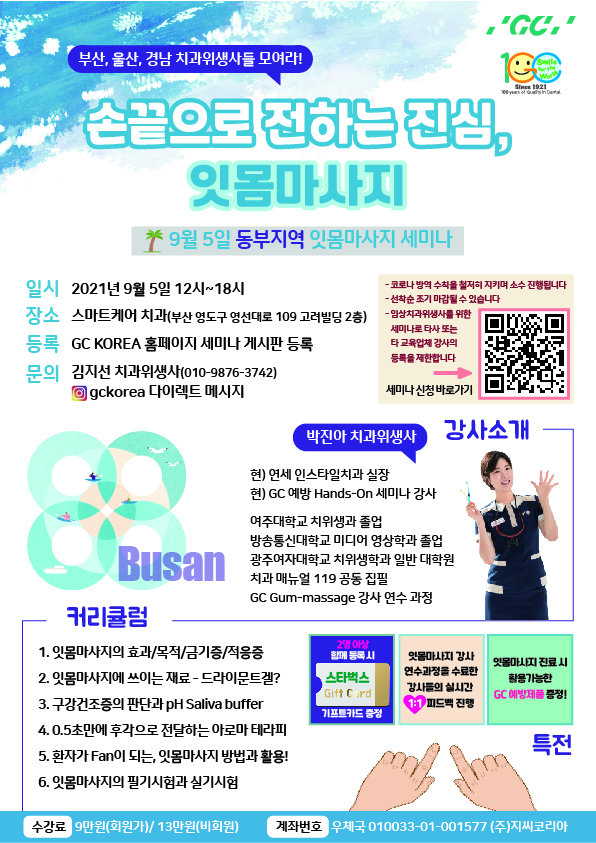 GC
부산, 울산, 경남 치과위생사들 모여라!
100
Smile for the World
Since 1921
100 years of Quality in Dental
손끝으로 전하는 진심,
잇몸마사지
9월 5일 동부지역 잇몸마사지 세미나
일시 2021년 9월 5일 12시~18시
장소 스마트케어 치과(부산 영도구 영선대로 109 고려빌딩 2층)
등록 GC KOREA 홈페이지 세미나 게시판 등록
문의 김지선 치과위생사(010-9876-3742)
gckorea 다이렉트 메시지
- 코로나 방역 수칙을 철저히 지키며 소수 진행됩니다
- 선착순 조기 마감될 수 있습니다
- 임상치과위생사를 위한
세미나로 타사 또는
타 교육업체 강사의
등록을 제한합니다
세미나 신청 바로가기
박진아 치과위생사
강사소개
현) 연세 인스타일치과 실장
현) GC 예방 Hands-On 세미나 강사
여주대학교 치위생과 졸업
방송통신대학교 미디어 영상학과 졸업
광주여자대학교 치위생학과 일반 대학원
치과 매뉴얼 119 공동 집필
GC Gum-massage 강사 연수 과정
Busan
커리큘럼
1. 잇몸마사지의 효과/목적/금기증/적응증
2. 잇몸마사지에 쓰이는 재료 - 드라이문트겔?
3. 구강건조증의 판단과 pH Saliva buffer
4. 0.5초만에 후각으로 전달하는 아로마 테라피
5. 환자가 Fan이 되는, 잇몸마사지 방법과 활용!
6. 잇몸마사지의 필기시험과 실기시험
2명 이상
함께 등록 시
스타벅스
Gift Card
기프트카드 증정
잇몸마사지 강사
연수과정을 수료한
강사들의 실시간
1:1 피드백 진행
잇몸마사지 진료 시
활용가능한
GC 예방제품 증정!
특전
수강료 9만원(회원가)/ 13만원(비회원)
계좌번호 우체국 010033-01-001577 (주)지씨코리아